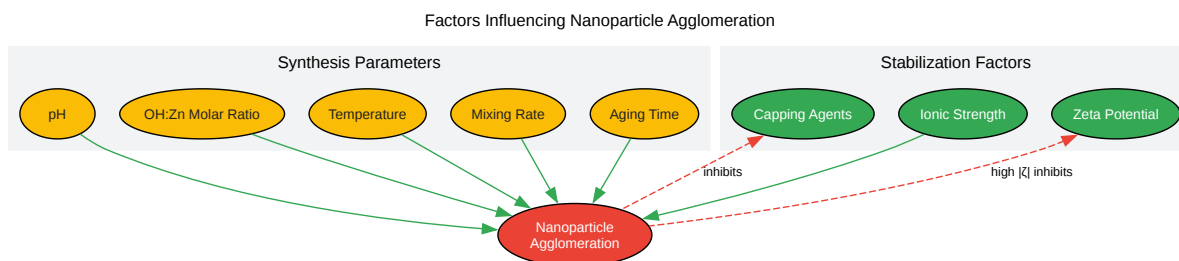 Factors Influencing Nanoparticle Agglomeration
Synthesis Parameters
Stabilization Factors
pH
OH:Zn Molar Ratio
Temperature
Mixing Rate
Aging Time
Capping Agents
Ionic Strength
Zeta Potential
inhibits
high |ζ| inhibits
Nanoparticle
Agglomeration